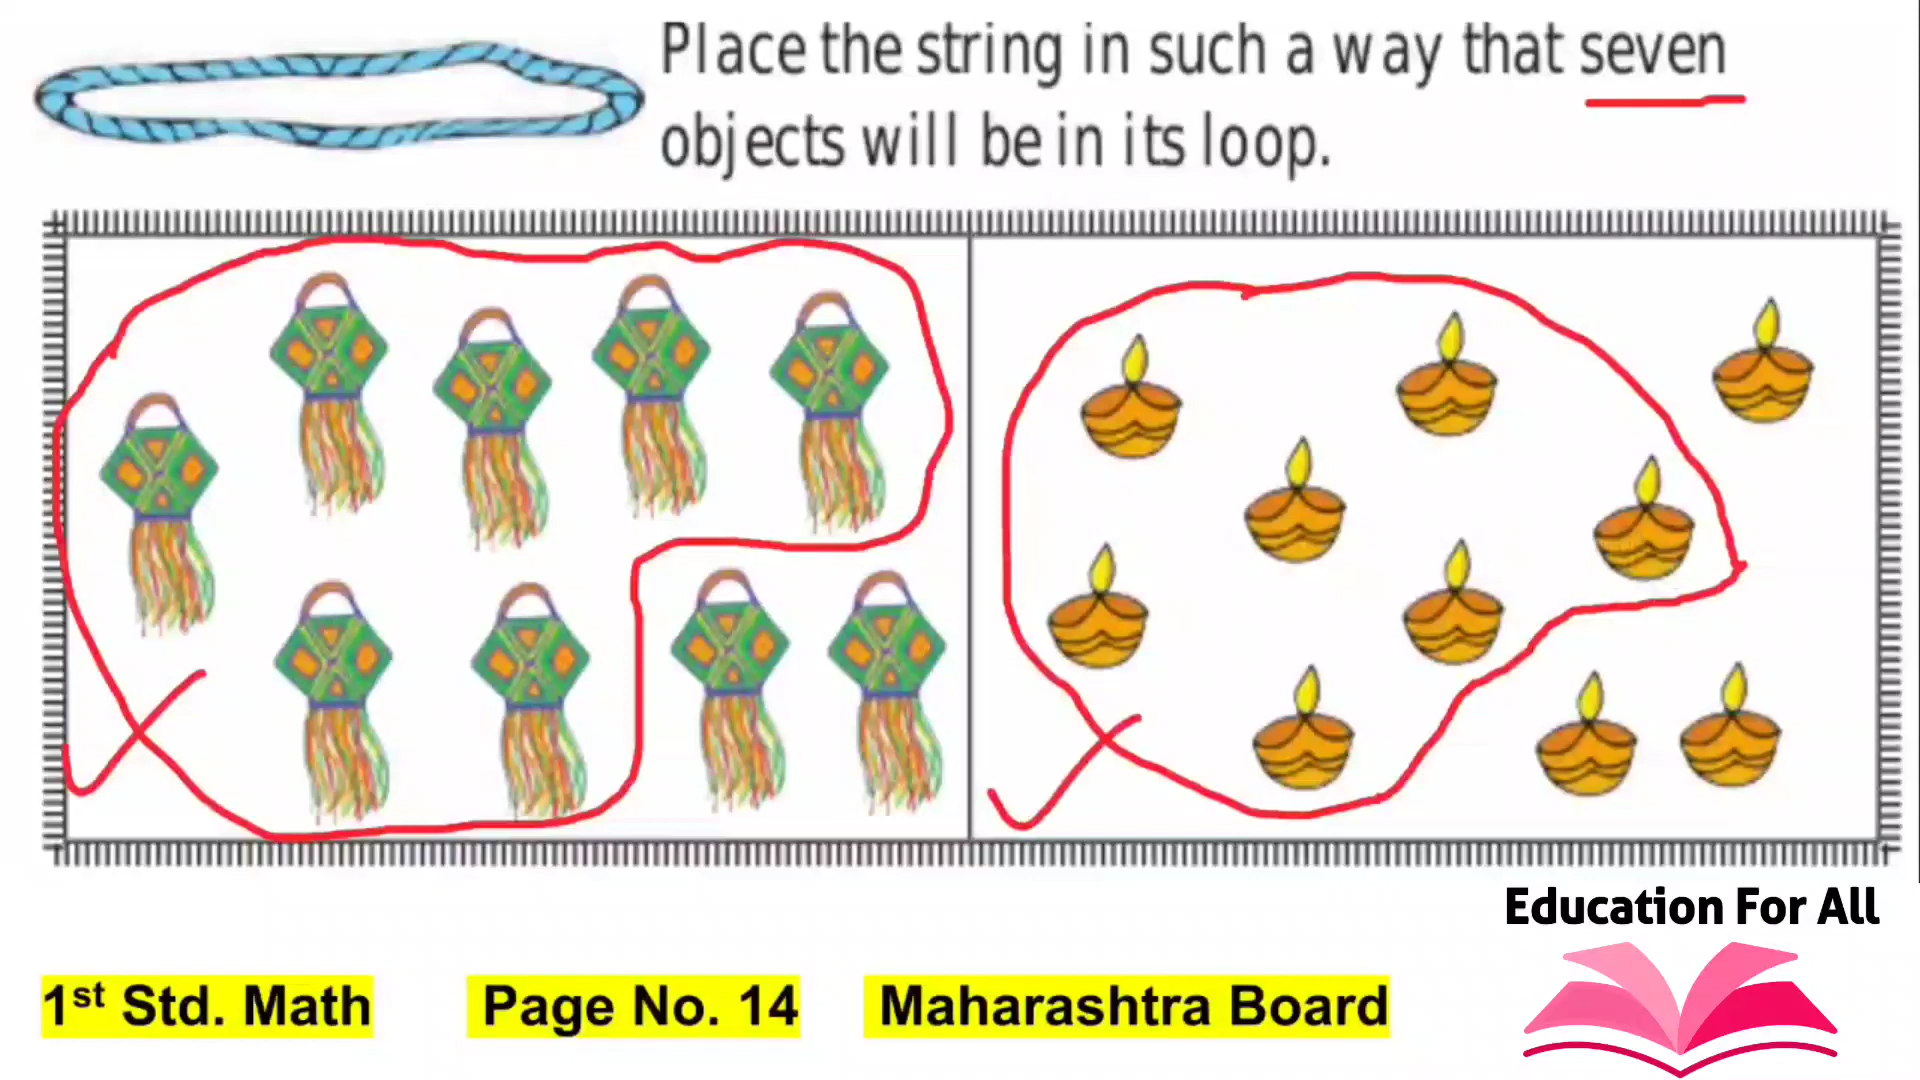 Place the string in such a way that seven
objects will be in its loop.
Education For All
1st Std. Math Page No. 14 Maharashtra Board